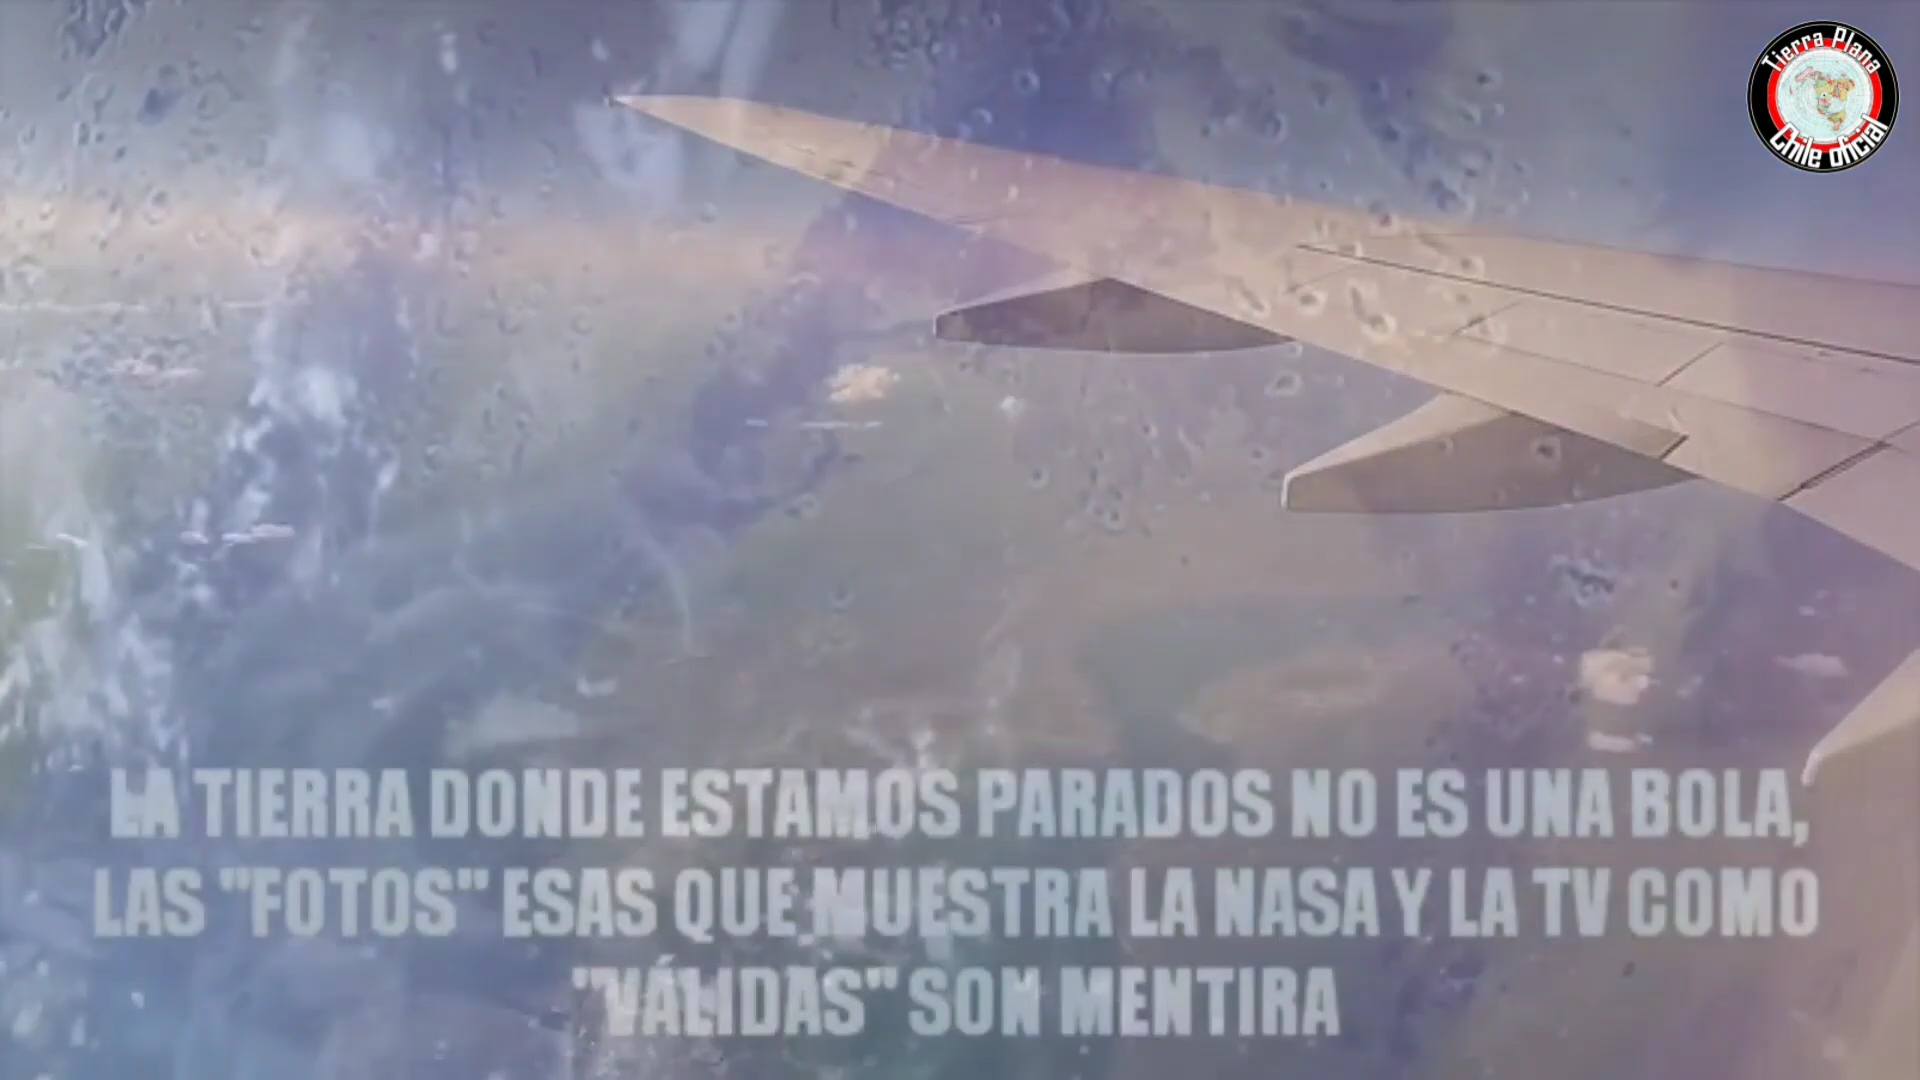 Tierra Plana
Chile oficial
LA TIERRA DONDE ESTAMOS PARADOS NO ES UNA BOLA,
LAS "FOTOS" ESAS QUE MUESTRA LA NASA Y LA TV COMO
"VÁLIDAS" SON MENTIRA